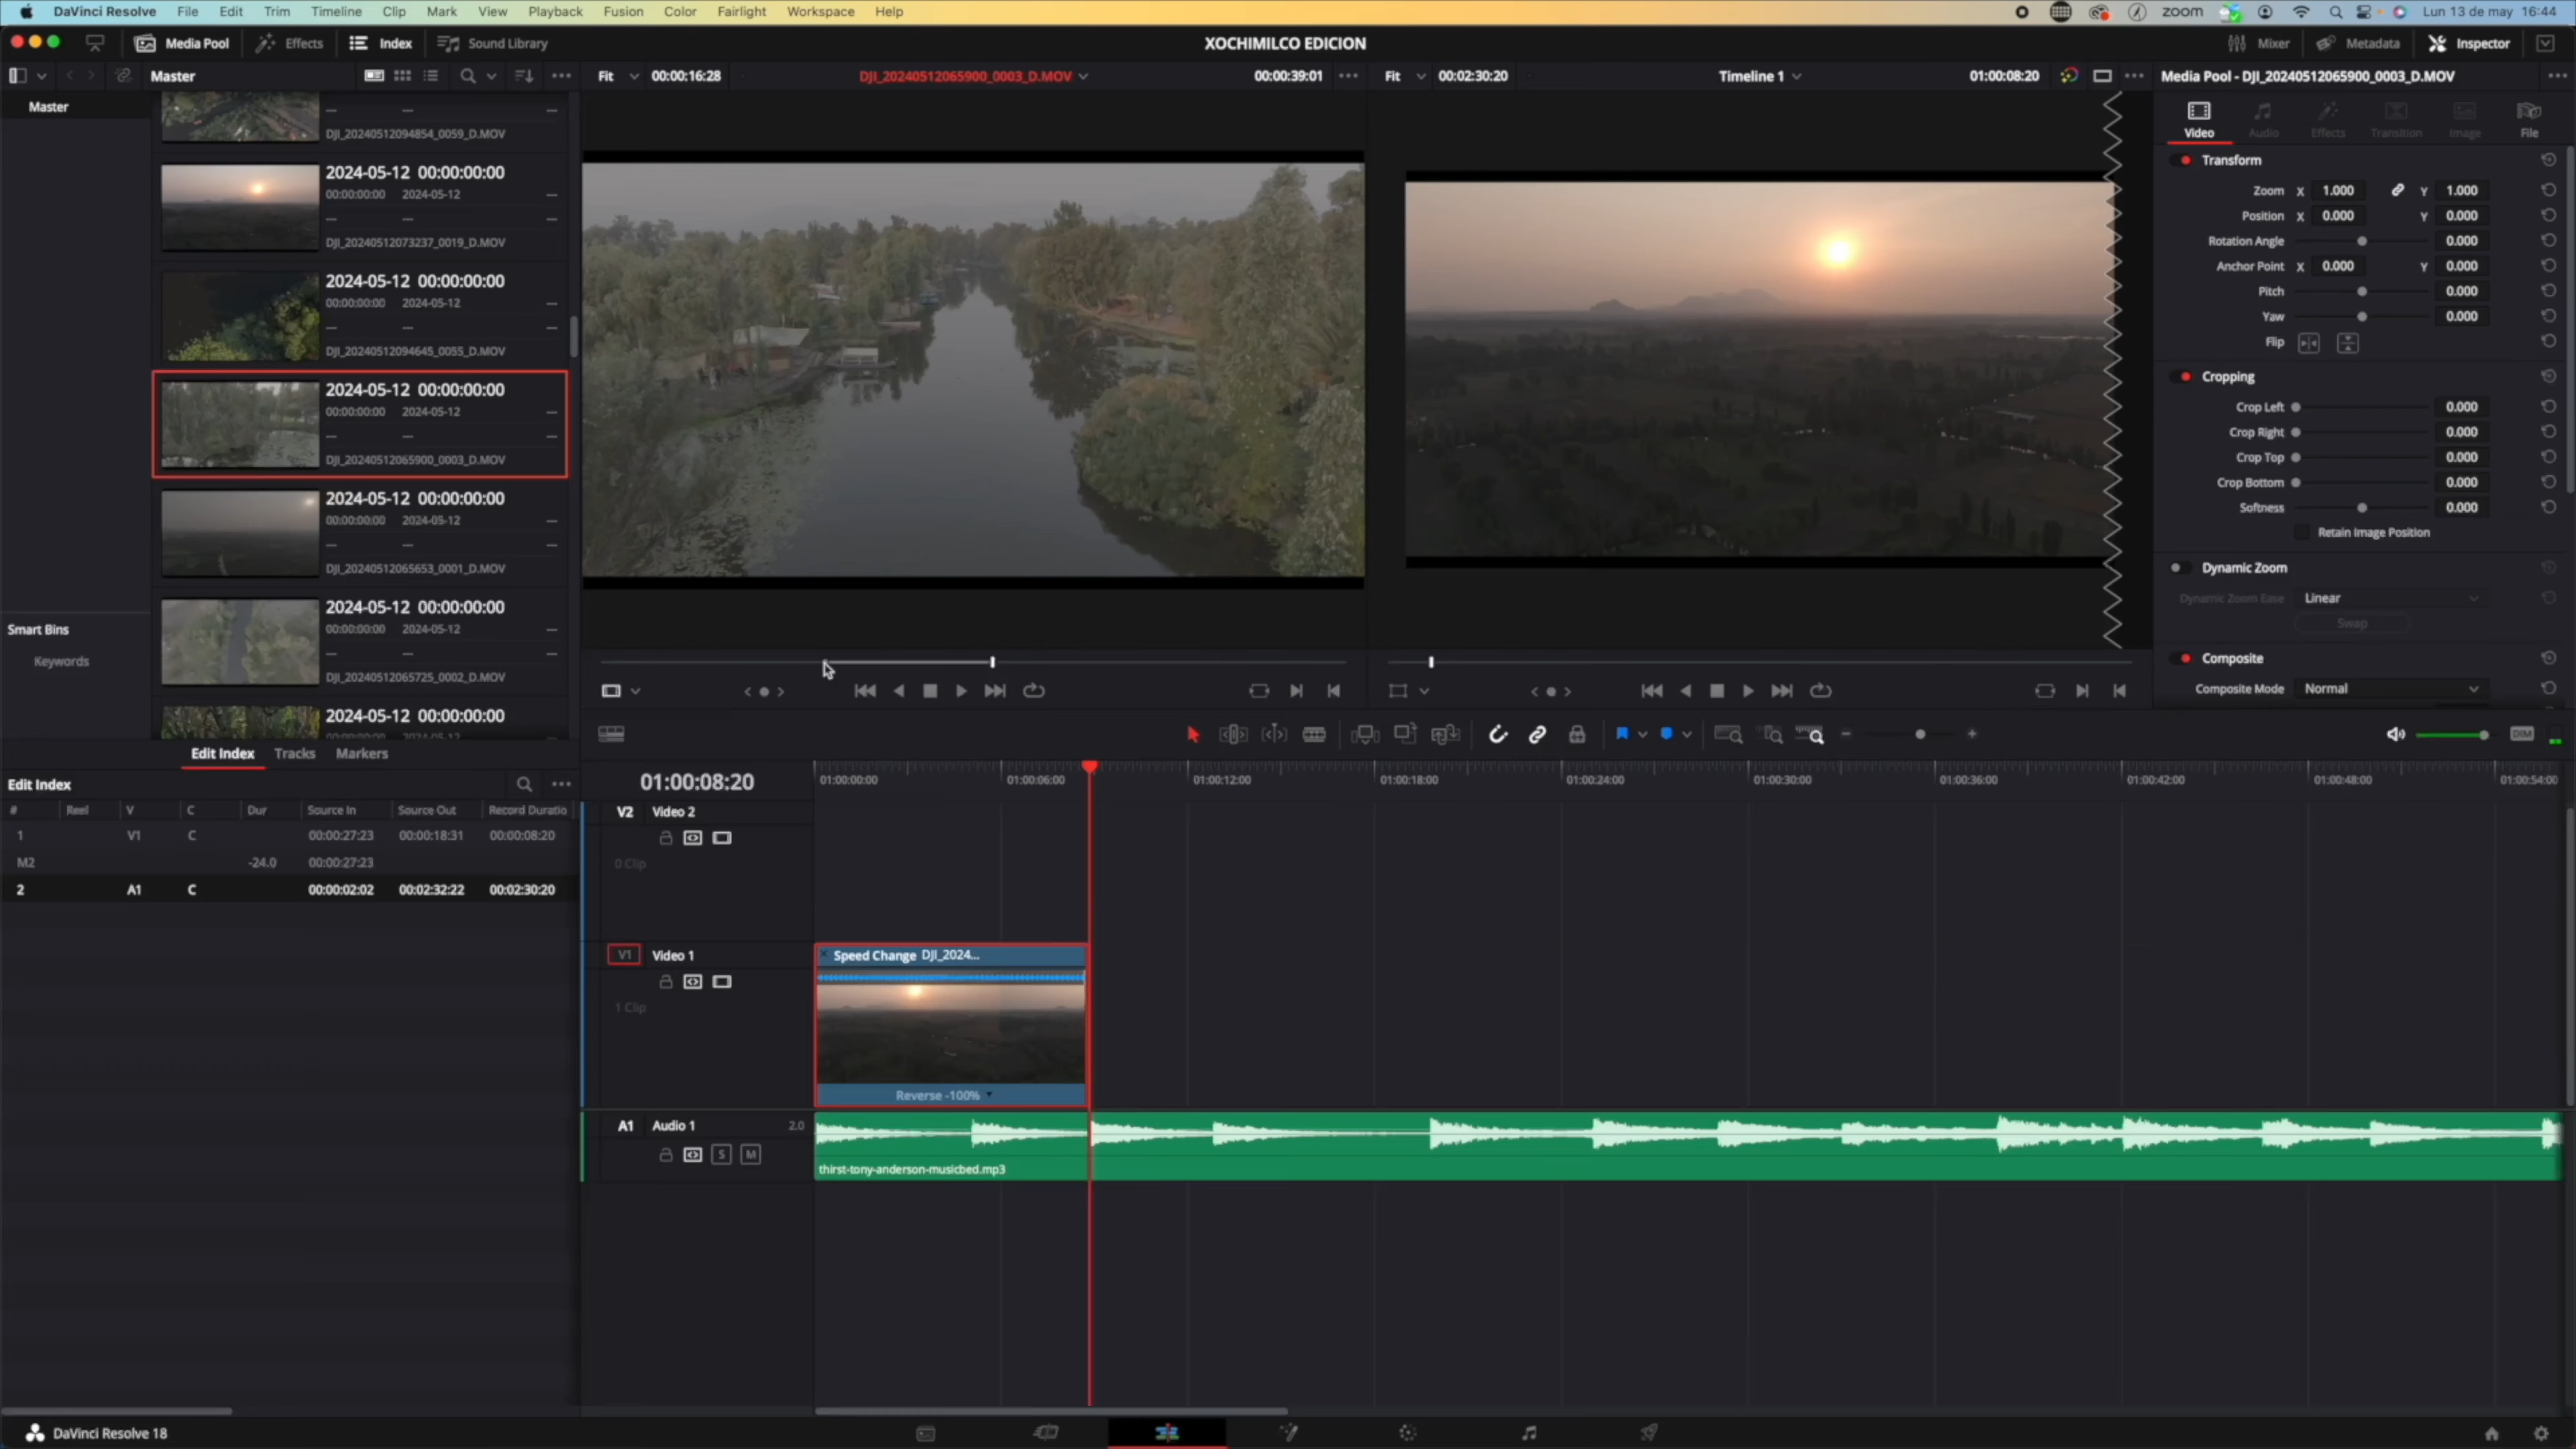 DaVinci Resolve File Edit Trim Timeline Clip Mark View Playback Fusion Color Fairlight Workspace Help zoom Lun 13 de may 16:44
Media Pool Effects Index Sound Library XOCHIMILCO EDICION Mixer Metadata Inspector
Master Fit 00:00:16:28 DJI_20240512065900_0003_D.MOV 00:00:39:01 Fit 00:02:30:20 Timeline 1 01:00:08:20 Media Pool - DJI_20240512065900_0003_D.MOV
Master
DJI_20240512094854_0059_D.MOV
2024-05-12 00:00:00:00
00:00:00:00 2024-05-12
DJI_20240512073237_0019_D.MOV
2024-05-12 00:00:00:00
00:00:00:00 2024-05-12
DJI_20240512094645_0055_D.MOV
2024-05-12 00:00:00:00
00:00:00:00 2024-05-12
DJI_20240512065900_0003_D.MOV
2024-05-12 00:00:00:00
00:00:00:00 2024-05-12
DJI_20240512065653_0001_D.MOV
2024-05-12 00:00:00:00
00:00:00:00 2024-05-12
DJI_20240512065725_0002_D.MOV
2024-05-12 00:00:00:00
Smart Bins
Keywords
Video Audio Effects Transition Image File
Transform
Zoom X 1.000 Y 1.000
Position X 0.000 Y 0.000
Rotation Angle 0.000
Anchor Point X 0.000 Y 0.000
Pitch 0.000
Yaw 0.000
Flip
Cropping
Crop Left 0.000
Crop Right 0.000
Crop Top 0.000
Crop Bottom 0.000
Softness 0.000
Retain Image Position
Dynamic Zoom
Dynamic Zoom Ease Linear
Swap
Composite
Composite Mode Normal
DIM
Edit Index Tracks Markers
Edit Index
# Reel V C Dur Source In Source Out Record Duratio
1 V1 C 00:00:27:23 00:00:18:31 00:00:08:20
M2 -24.0 00:00:27:23
2 A1 C 00:00:02:02 00:02:32:22 00:02:30:20
01:00:08:20 01:00:00:00 01:00:06:00 01:00:12:00 01:00:18:00 01:00:24:00 01:00:30:00 01:00:36:00 01:00:42:00 01:00:48:00 01:00:54:00
V2 Video 2
0 Clip
V1 Video 1 Speed Change DJI_2024...
1 Clip
Reverse -100%
A1 Audio 1 2.0
S M
thirst-tony-anderson-musicbed.mp3
DaVinci Resolve 18